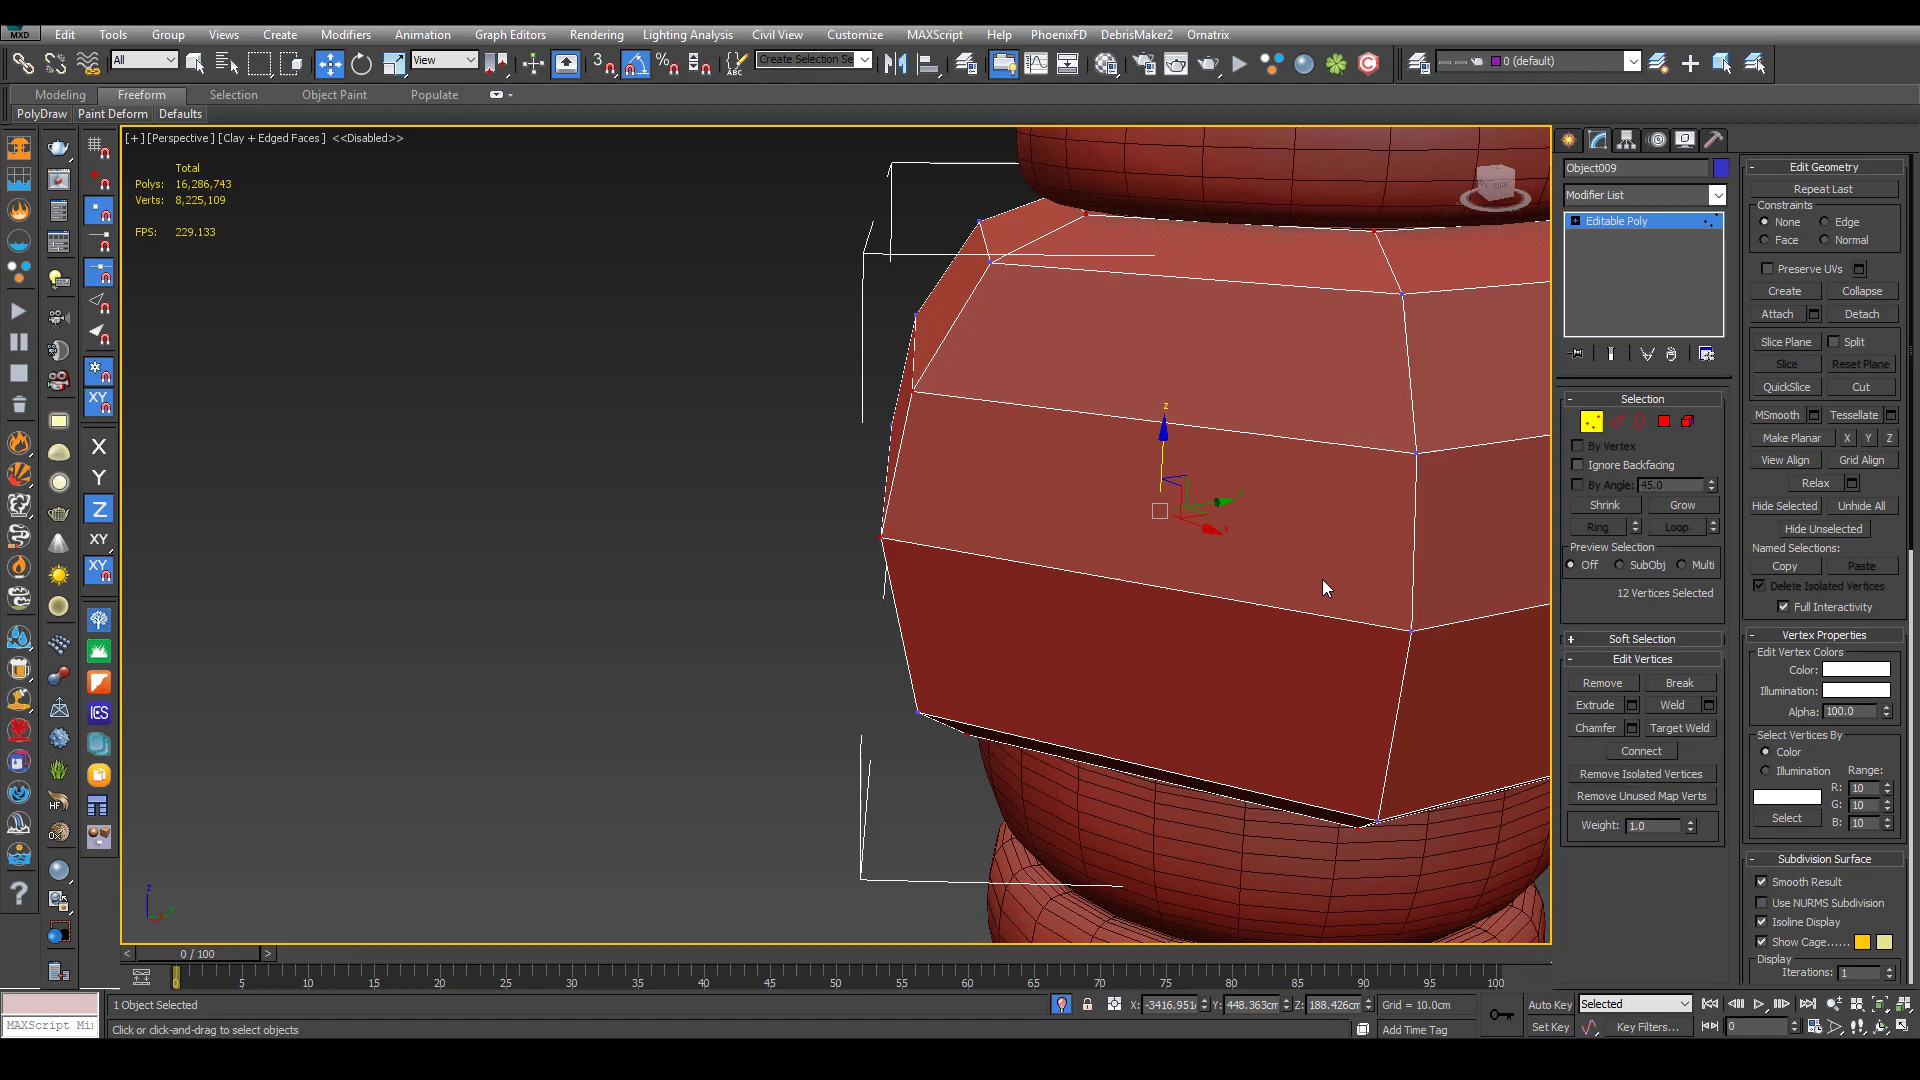 MXD Edit Tools Group Views Create Modifiers Animation Graph Editors Rendering Lighting Analysis Civil View Customize MAXScript Help PhoenixFD DebrisMaker2 Ornatrix
All View 3 % ABC Create Selection Se 0 (default)
Modeling Freeform Selection Object Paint Populate
PolyDraw Paint Deform Defaults
[+] [Perspective] [Clay + Edged Faces ] <<Disabled>>
Total
Polys: 16,286,743
Verts: 8,225,109
FPS: 229.133
X
Y
Z
XY
XY
XY
IES
HF
?
z
x
z
Object009
Modifier List
Editable Poly
Selection
By Vertex
Ignore Backfacing
By Angle: 45.0
Shrink Grow
Ring Loop
Preview Selection
Off SubObj Multi
12 Vertices Selected
Soft Selection
Edit Vertices
Remove Break
Extrude Weld
Chamfer Target Weld
Connect
Remove Isolated Vertices
Remove Unused Map Verts
Weight: 1.0
Edit Geometry
Repeat Last
Constraints
None Edge
Face Normal
Preserve UVs
Create Collapse
Attach Detach
Slice Plane Split
Slice Reset Plane
QuickSlice Cut
MSmooth Tessellate
Make Planar X Y Z
View Align Grid Align
Relax
Hide Selected Unhide All
Hide Unselected
Named Selections:
Copy Paste
Delete Isolated Vertices
Full Interactivity
Vertex Properties
Edit Vertex Colors
Color:
Illumination:
Alpha: 100.0
Select Vertices By
Color
Illumination Range:
R: 10
G: 10
B: 10
Select
Subdivision Surface
Smooth Result
Use NURMS Subdivision
Isoline Display
Show Cage......
Display
Iterations: 1
< 0 / 100 >
0 5 10 15 20 25 30 35 40 45 50 55 60 65 70 75 80 85 90 95 100
1 Object Selected X: -3416.951 Y: 448.363cm Z: 188.426cm Grid = 10.0cm Auto Key Selected
MAXScript Mi Click or click-and-drag to select objects Add Time Tag Set Key Key Filters... 0